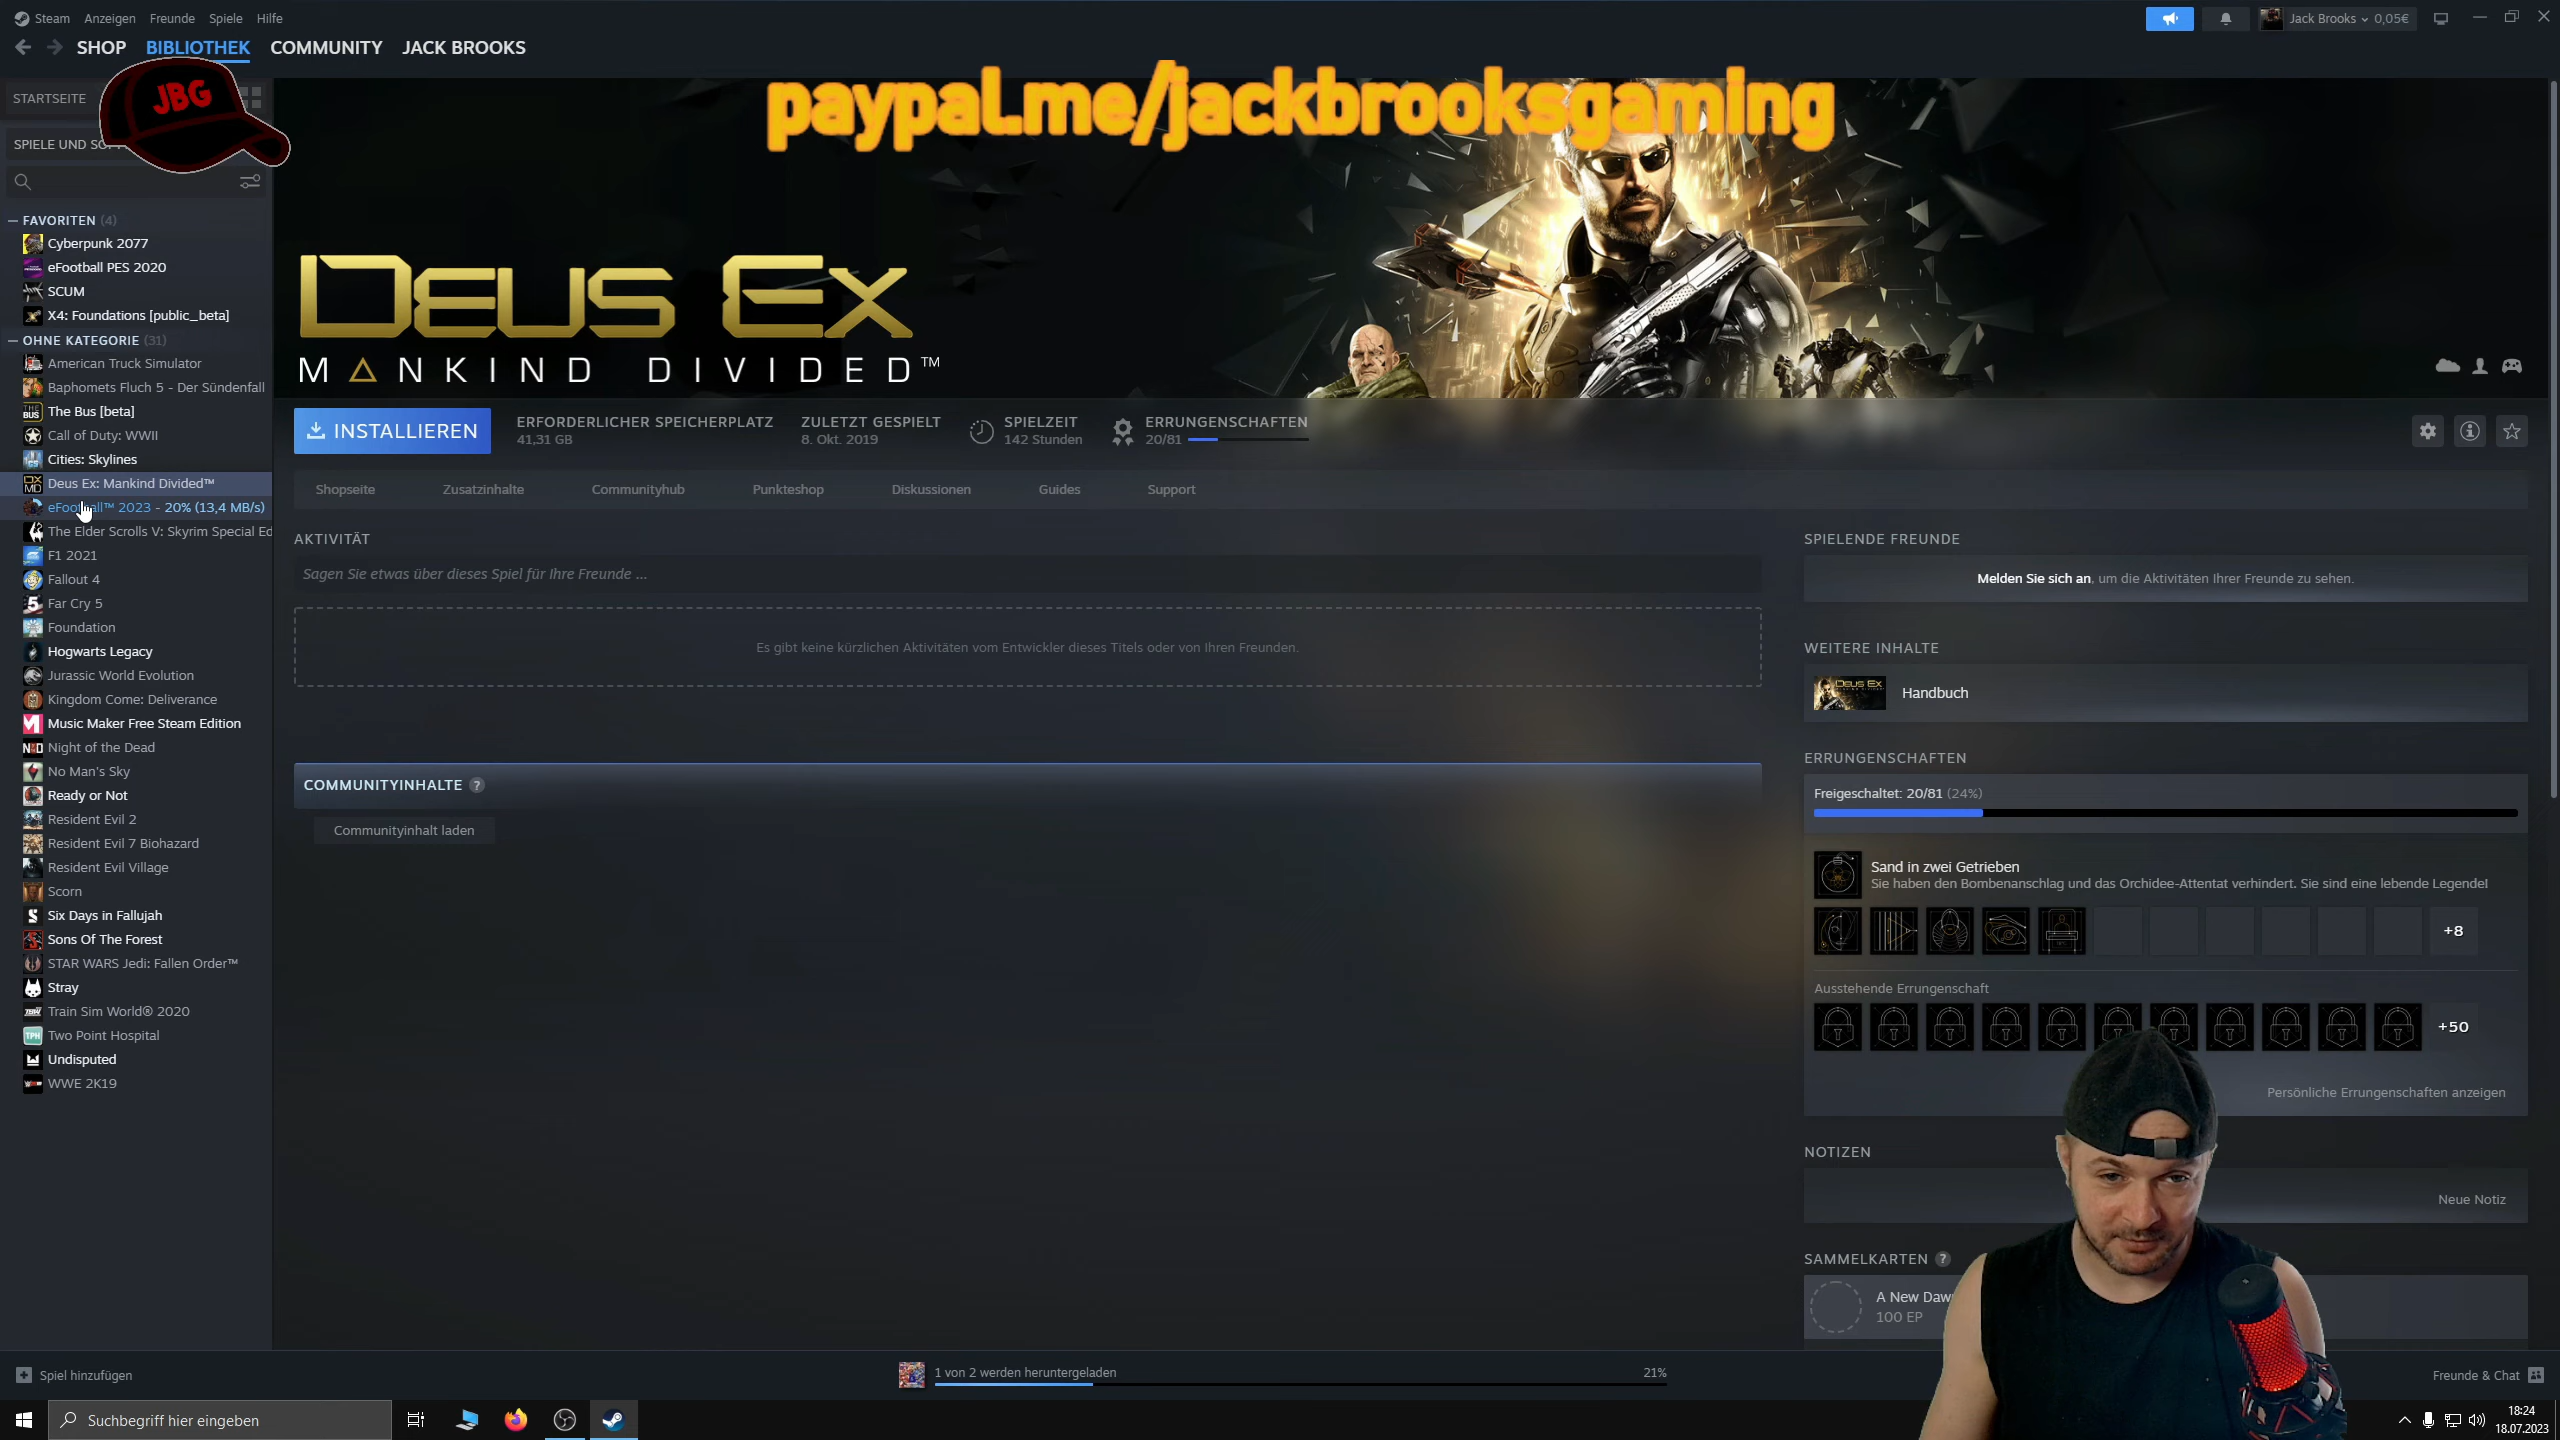 Steam Anzeigen Freunde Spiele Hilfe
Jack Brooks 0,05€
SHOP BIBLIOTHEK COMMUNITY JACK BROOKS
JBG
paypal.me/jackbrooksgaming
STARTSEITE
SPIELE UND
FAVORITEN (4)
Cyberpunk 2077
eFootball PES 2020
SCUM
X4: Foundations [public_beta]
OHNE KATEGORIE (31)
American Truck Simulator
Baphomets Fluch 5 - Der Sündenfall
The Bus [beta]
Call of Duty: WWII
Cities: Skylines
Deus Ex: Mankind Divided™
eFootball™ 2023 - 20% (13,4 MB/s)
The Elder Scrolls V: Skyrim Special Ed
F1 2021
Fallout 4
Far Cry 5
Foundation
Hogwarts Legacy
Jurassic World Evolution
Kingdom Come: Deliverance
Music Maker Free Steam Edition
Night of the Dead
No Man's Sky
Ready or Not
Resident Evil 2
Resident Evil 7 Biohazard
Resident Evil Village
Scorn
Six Days in Fallujah
Sons Of The Forest
STAR WARS Jedi: Fallen Order™
Stray
Train Sim World® 2020
Two Point Hospital
Undisputed
WWE 2K19
DEUS EX
MANKIND DIVIDED™
INSTALLIEREN
ERFORDERLICHER SPEICHERPLATZ
41,31 GB
ZULETZT GESPIELT
8. Okt. 2019
SPIELZEIT
142 Stunden
ERRUNGENSCHAFTEN
20/81
Shopseite Zusatzinhalte Communityhub Punkteshop Diskussionen Guides Support
AKTIVITÄT
Sagen Sie etwas über dieses Spiel für Ihre Freunde ...
Es gibt keine kürzlichen Aktivitäten vom Entwickler dieses Titels oder von Ihren Freunden.
COMMUNITYINHALTE ?
Communityinhalt laden
SPIELENDE FREUNDE
Melden Sie sich an, um die Aktivitäten Ihrer Freunde zu sehen.
WEITERE INHALTE
DEUS EX
Handbuch
ERRUNGENSCHAFTEN
Freigeschaltet: 20/81 (24%)
Sand in zwei Getrieben
Sie haben den Bombenanschlag und das Orchidee-Attentat verhindert. Sie sind eine lebende Legende!
+8
Ausstehende Errungenschaft
+50
Persönliche Errungenschaften anzeigen
NOTIZEN
Neue Notiz
SAMMELKARTEN ?
A New Daw
100 EP
Spiel hinzufügen
1 von 2 werden heruntergeladen
21%
Freunde & Chat
Suchbegriff hier eingeben
18:24
18.07.2023